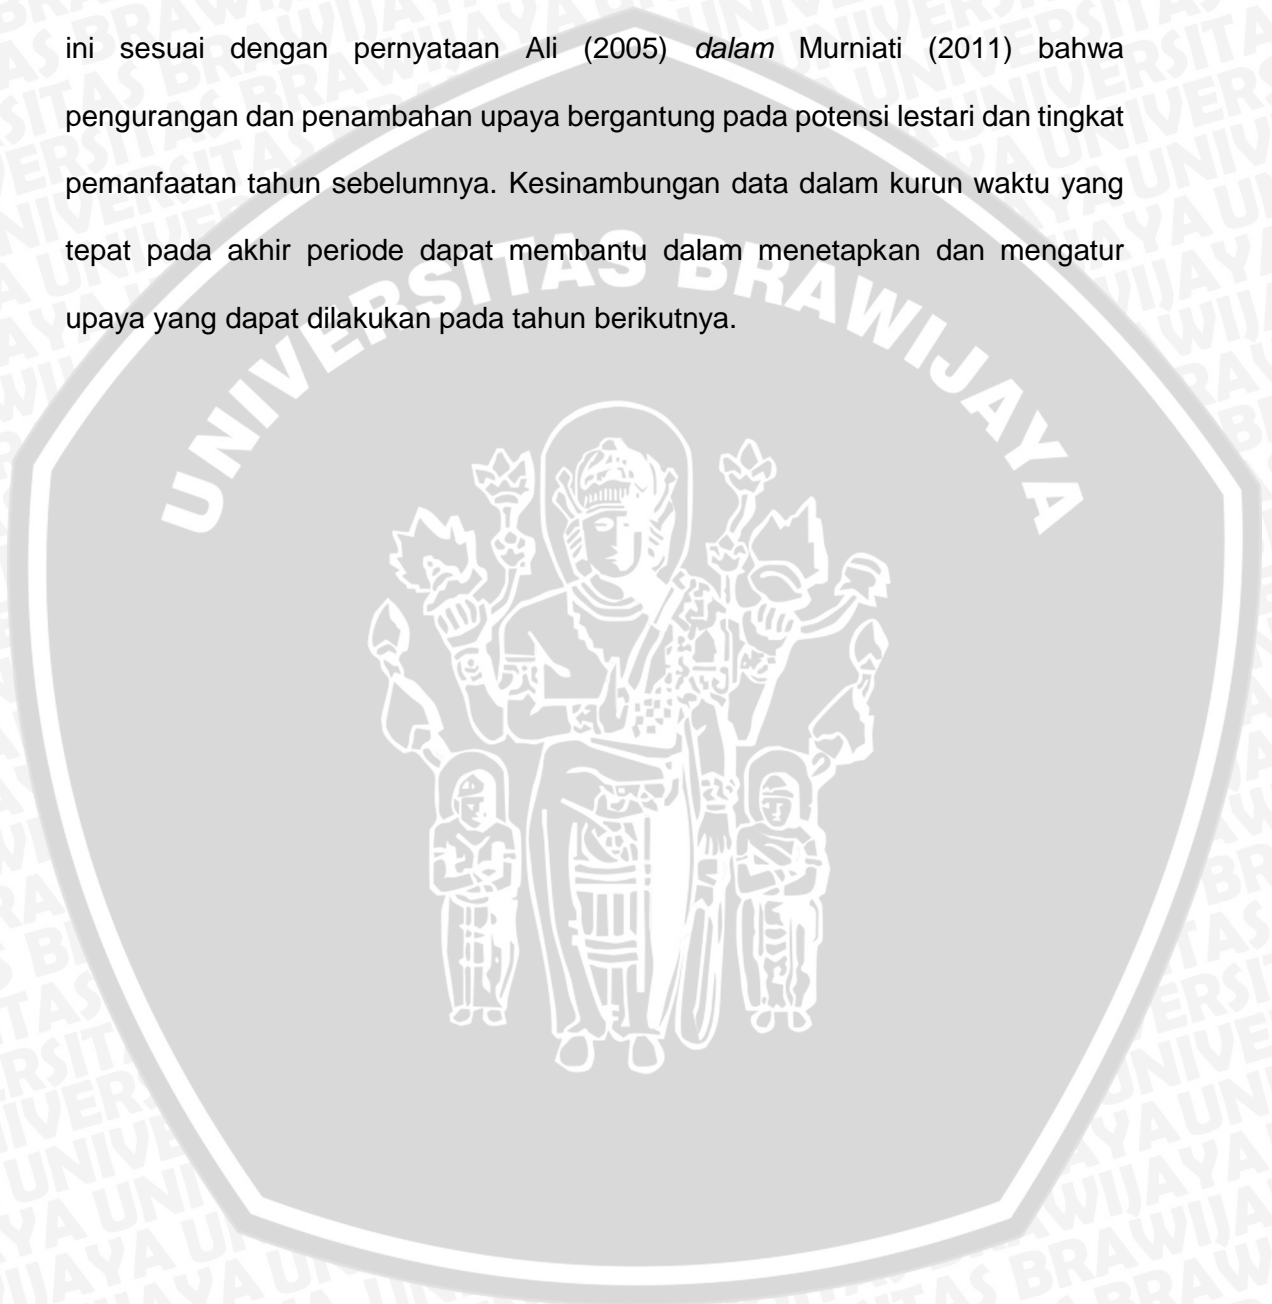 ini sesuai dengan pernyataan Ali (2005) dalam Murniati (2011) bahwa
pengurangan dan penambahan upaya bergantung pada potensi lestari dan tingkat
pemanfaatan tahun sebelumnya. Kesinambungan data dalam kurun waktu yang
tepat pada akhir periode dapat membantu dalam menetapkan dan mengatur
upaya yang dapat dilakukan pada tahun berikutnya.
UNIVERSITAS BRAWIJAYA